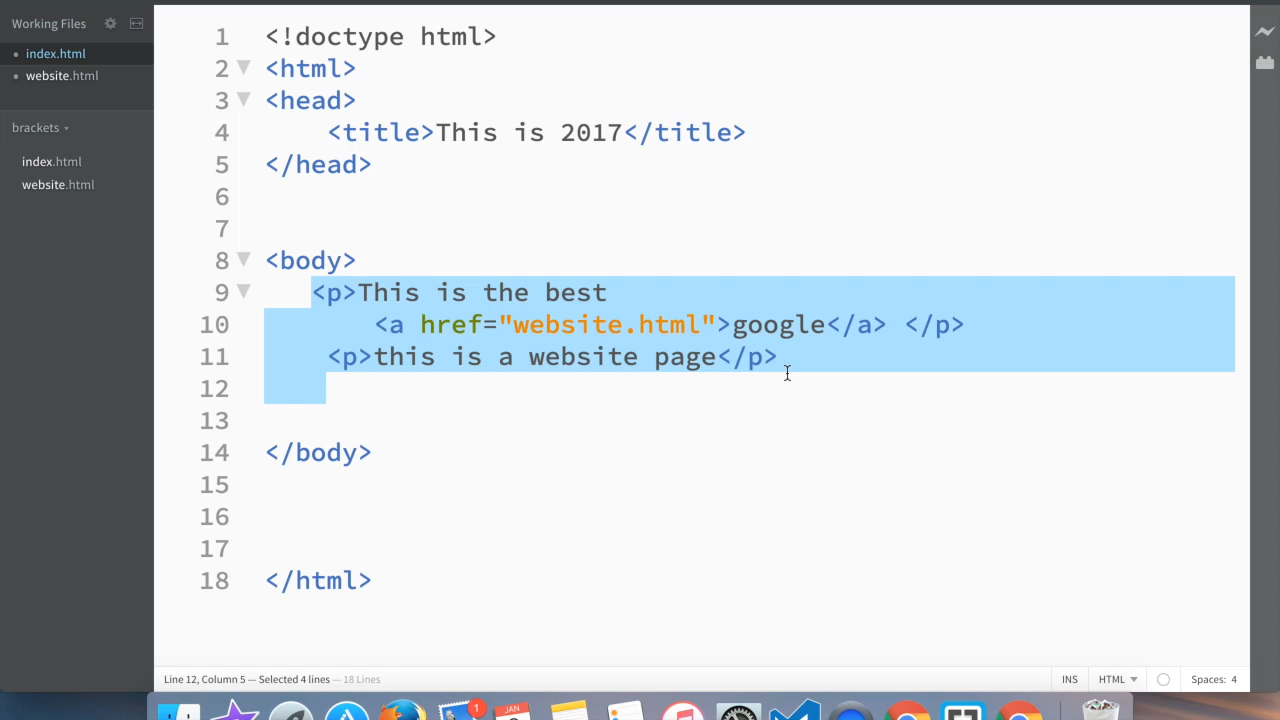 Working Files
index.html
website.html
brackets
index.html
website.html
1 <!doctype html>
2 <html>
3 <head>
4 <title>This is 2017</title>
5 </head>
6
7
8 <body>
9 <p>This is the best
10 <a href="website.html">google</a> </p>
11 <p>this is a website page</p>
12
13
14 </body>
15
16
17
18 </html>
Line 12, Column 5 — Selected 4 lines — 18 Lines
INS
HTML
Spaces: 4
1
JAN